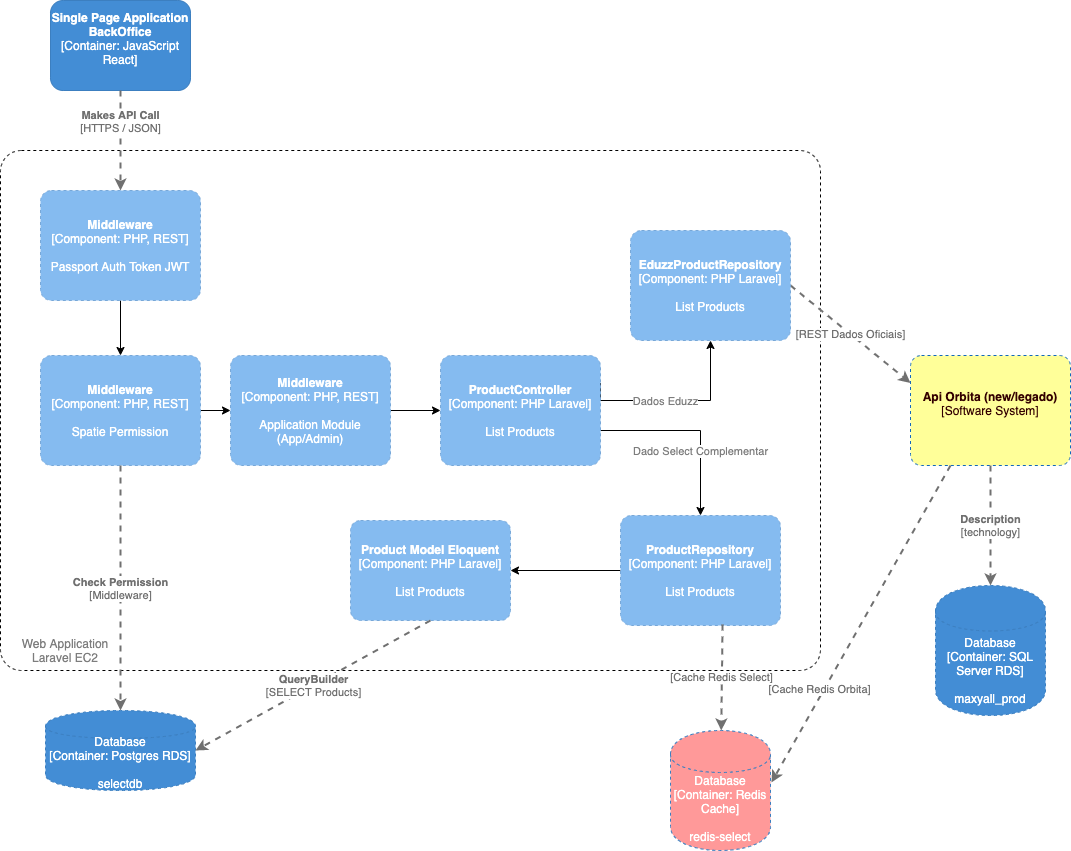 Single Page Application
BackOffice
[Container: JavaScript
React]
Makes API Call
[HTTPS / JSON]
Middleware
[Component: PHP, REST]
Passport Auth Token JWT
EduzzProductRepository
[Component: PHP Laravel]
List Products
[REST Dados Oficiais]
Middleware
[Component: PHP, REST]
Spatie Permission
Middleware
[Component: PHP, REST]
Application Module
(App/Admin)
ProductController
[Component: PHP Laravel]
List Products
Dados Eduzz
Dado Select Complementar
Api Orbita (new/legado)
[Software System]
Description
[technology]
Product Model Eloquent
[Component: PHP Laravel]
List Products
ProductRepository
[Component: PHP Laravel]
List Products
Check Permission
[Middleware]
Web Application
Laravel EC2
QueryBuilder
[SELECT Products]
[Cache Redis Select]
[Cache Redis Orbita]
Database
[Container: SQL
Server RDS]
maxyall_prod
Database
[Container: Postgres RDS]
selectdb
Database
[Container: Redis
Cache]
redis-select